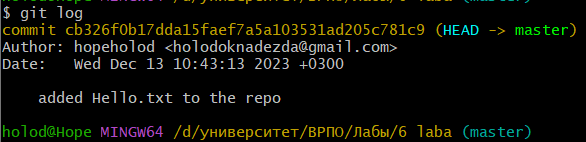 $ git log
commit cb326f0b17dda15faef7a5a103531ad205c781c9 (HEAD -> master)
Author: hopeholod <holodoknadezda@gmail.com>
Date:   Wed Dec 13 10:43:13 2023 +0300
    added Hello.txt to the repo
holod@Hope MINGW64 /d/университет/ВРПО/Лабы/6 laba (master)